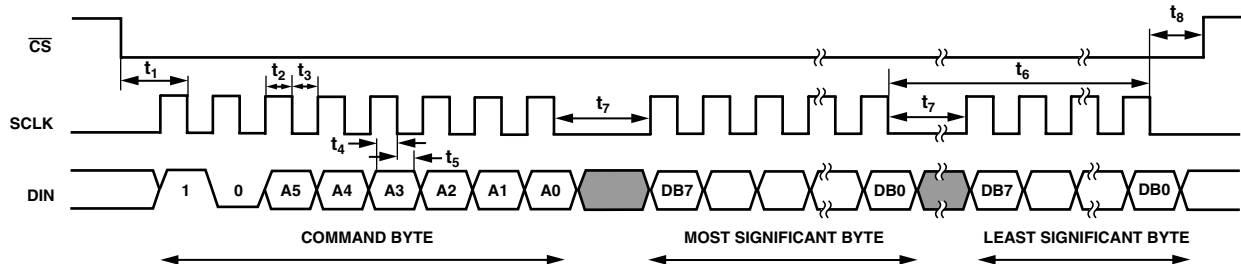 t8
CS
t1
t2 t3
t6
SCLK
t7
t7
t4
t5
DIN
1 0 A5 A4 A3 A2 A1 A0 DB7 DB0 DB7 DB0
COMMAND BYTE MOST SIGNIFICANT BYTE LEAST SIGNIFICANT BYTE